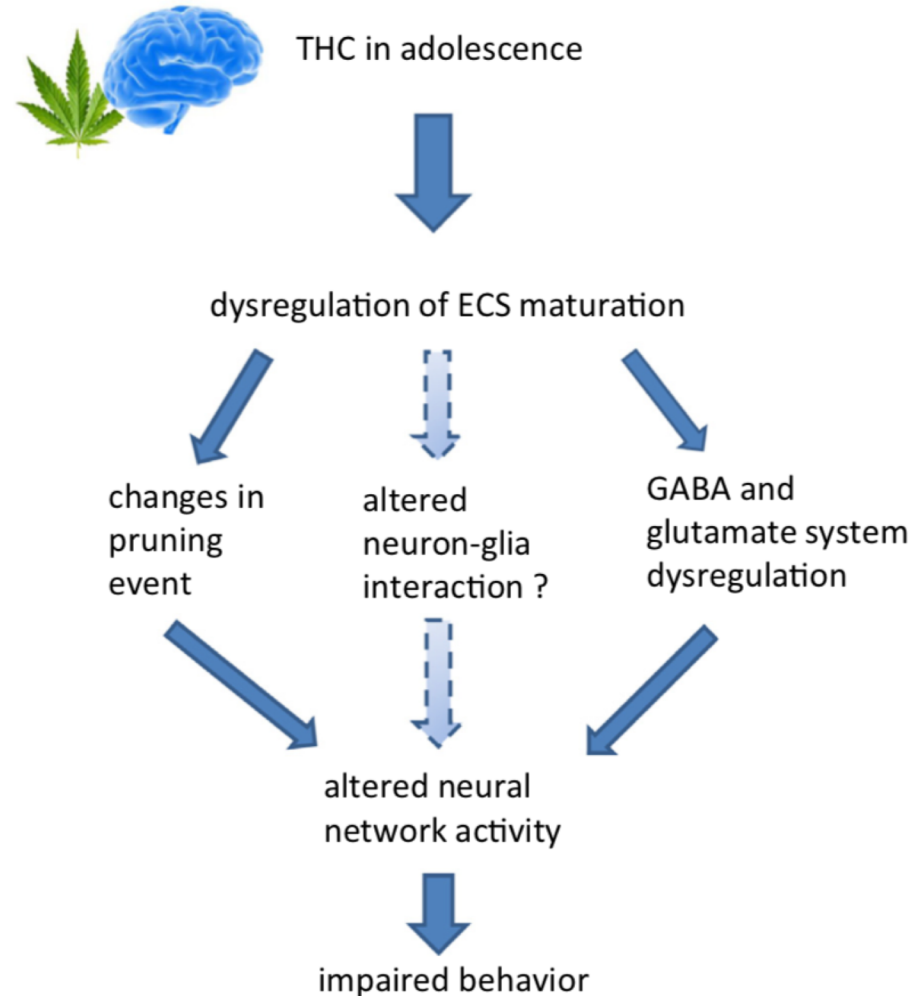 THC in adolescence
dysregulation of ECS maturation
changes in
pruning
event
altered
neuron-glia
interaction ?
GABA and
glutamate system
dysregulation
altered neural
network activity
impaired behavior